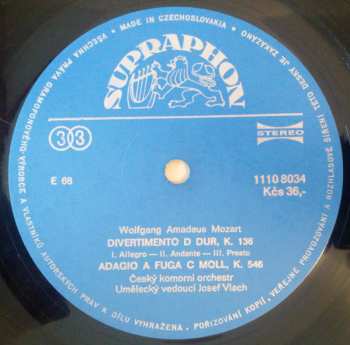 • MADE IN CZECHOSLOVAKIA • VŠECHNA PRÁVA GRAMOFONOVÉHO VÝROBCE A VLASTNÍKŮ AUTORSKÝCH PRÁV K DÍLU VYHRAŽENA. POŘIZOVÁNÍ KOPIÍ, VEŘEJNÉ PROVOZOVÁNÍ A ROZHLASOVÉ ŠÍŘENÍ TÉTO DESKY JE ZAKÁZÁNO
SUPRAPHON
33
STEREO
E 68
1110 8034
Kčs 36,-
Wolfgang Amadeus Mozart
DIVERTIMENTO D DUR, K. 136
I. Allegro — II. Andante — III. Presto
ADAGIO A FUGA C MOLL, K. 546
Český komorní orchestr
Umělecký vedoucí Josef Vlach